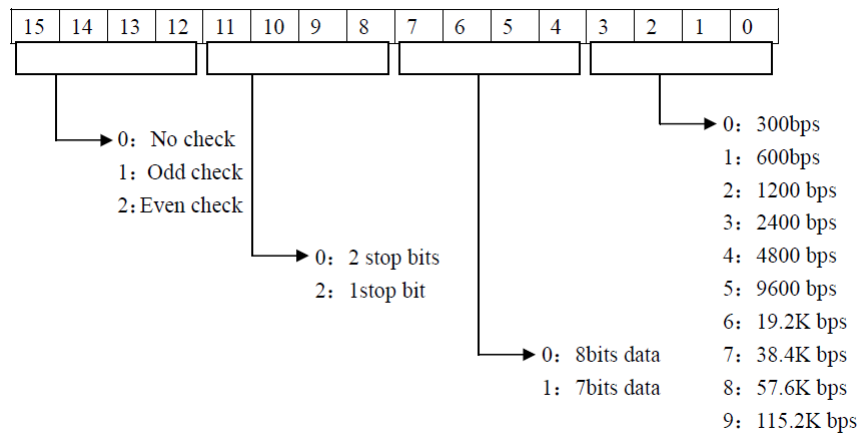 15 14 13 12 11 10 9 8 7 6 5 4 3 2 1 0
0: No check
1: Odd check
2:Even check
0: 2 stop bits
2: 1stop bit
0: 8bits data
1: 7bits data
0: 300bps
1: 600bps
2: 1200 bps
3: 2400 bps
4: 4800 bps
5: 9600 bps
6: 19.2K bps
7: 38.4K bps
8: 57.6K bps
9: 115.2K bps